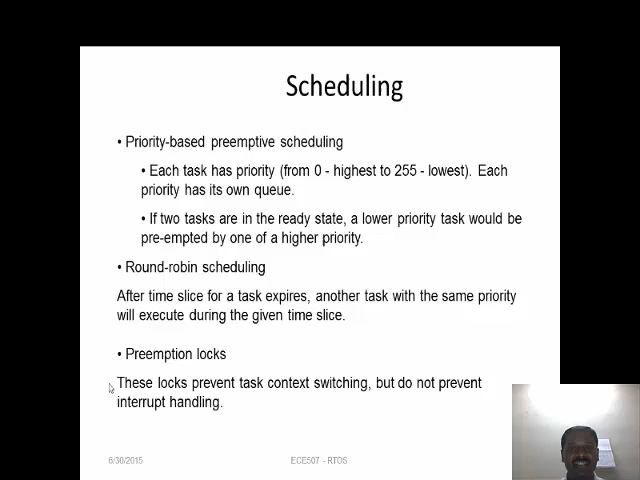 Scheduling
• Priority-based preemptive scheduling
• Each task has priority (from 0 - highest to 255 - lowest). Each
priority has its own queue.
• If two tasks are in the ready state, a lower priority task would be
pre-empted by one of a higher priority.
• Round-robin scheduling
After time slice for a task expires, another task with the same priority
will execute during the given time slice.
• Preemption locks
These locks prevent task context switching, but do not prevent
interrupt handling.
6/30/2015 ECE507 - RTOS